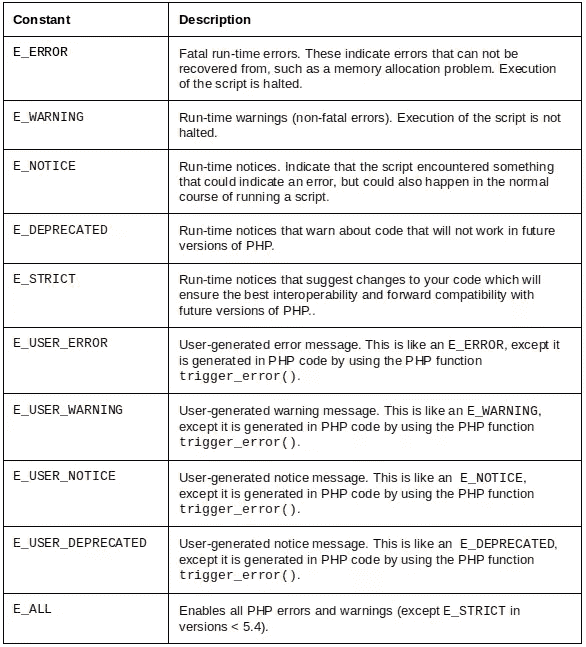 Constant Description
E_ERROR Fatal run-time errors. These indicate errors that can not be
recovered from, such as a memory allocation problem. Execution
of the script is halted.
E_WARNING Run-time warnings (non-fatal errors). Execution of the script is not
halted.
E_NOTICE Run-time notices. Indicate that the script encountered something
that could indicate an error, but could also happen in the normal
course of running a script.
E_DEPRECATED Run-time notices that warn about code that will not work in future
versions of PHP.
E_STRICT Run-time notices that suggest changes to your code which will
ensure the best interoperability and forward compatibility with
future versions of PHP..
E_USER_ERROR User-generated error message. This is like an E_ERROR, except it
is generated in PHP code by using the PHP function
trigger_error().
E_USER_WARNING User-generated warning message. This is like an E_WARNING,
except it is generated in PHP code by using the PHP function
trigger_error().
E_USER_NOTICE User-generated notice message. This is like an E_NOTICE,
except it is generated in PHP code by using the PHP function
trigger_error().
E_USER_DEPRECATED User-generated notice message. This is like an E_DEPRECATED,
except it is generated in PHP code by using the PHP function
trigger_error().
E_ALL Enables all PHP errors and warnings (except E_STRICT in
versions < 5.4).